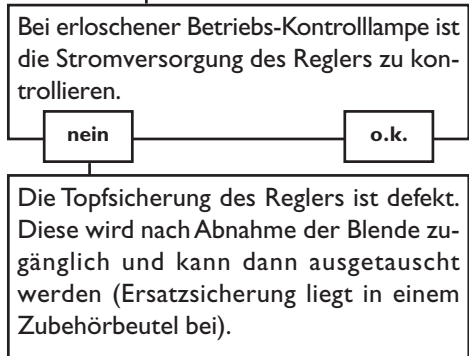 Bei erloschener Betriebs-Kontrolllampe ist
die Stromversorgung des Reglers zu kon-
trollieren.
nein
o.k.
Die Topfsicherung des Reglers ist defekt.
Diese wird nach Abnahme der Blende zu-
gänglich und kann dann ausgetauscht
werden (Ersatzsicherung liegt in einem
Zubehörbeutel bei).